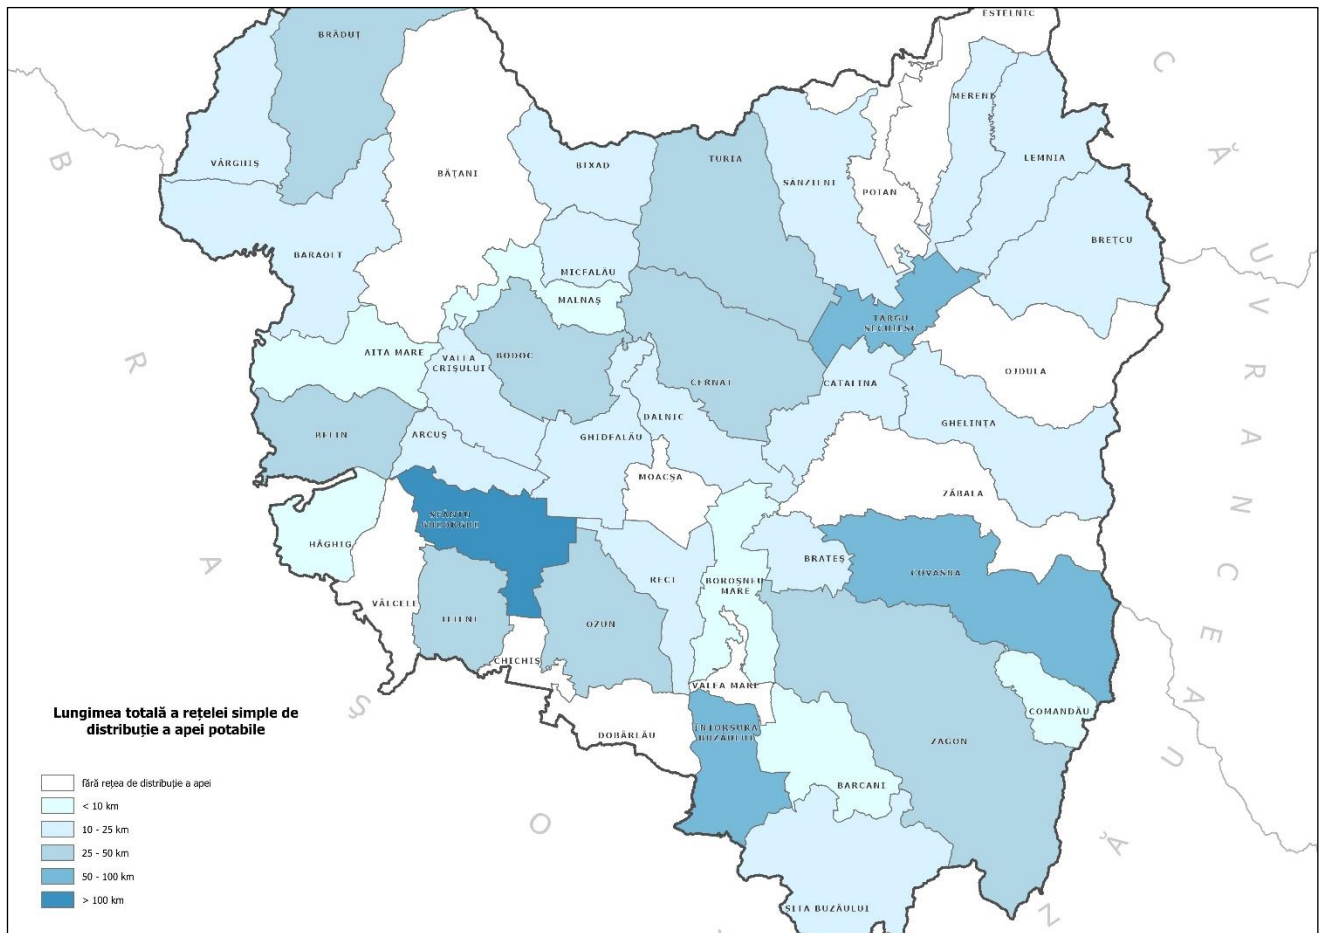 ESTELNIC
BRĂDUȚ
MERENI
LEMNIA
VÂRGHIȘ
BĂȚANI
BIXAD
TURIA
SÂNZIENI
POIAN
BREȚCU
BARAOLT
MICFALĂU
MALNAȘ
TÂRGU
SECUIESC
AITA MARE
VALEA
CRIȘULUI
BODOC
CERNAT
CATALINA
OJDULA
BELIN
ARCUȘ
GHIDFALĂU
DALNIC
GHELINȚA
MOACȘA
ZĂBALA
SFÂNTU
GHEORGHE
HĂGHIG
RECI
BOROȘNEU
MARE
BRATEȘ
COVASNA
VÂLCELE
ILIENI
OZUN
CHICHIȘ
VALEA MARE
COMANDĂU
DOBÂRLĂU
ÎNTORSURA
BUZĂULUI
ZAGON
BARCANI
SITA BUZĂULUI
B R A Ș O
C Ă
U V R A N C E A
U Ă Z
Lungimea totală a rețelei simple de
distribuție a apei potabile
fără rețea de distribuție a apei
< 10 km
10 - 25 km
25 - 50 km
50 - 100 km
> 100 km